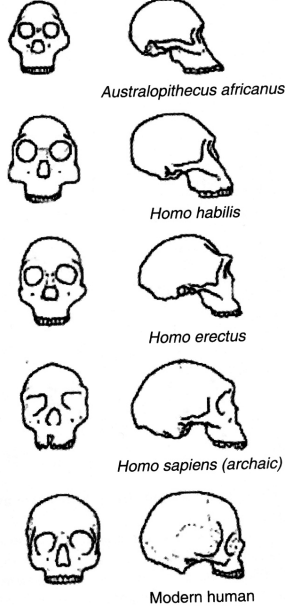 Australopithecus africanus
Homo habilis
Homo erectus
Homo sapiens (archaic)
Modern human